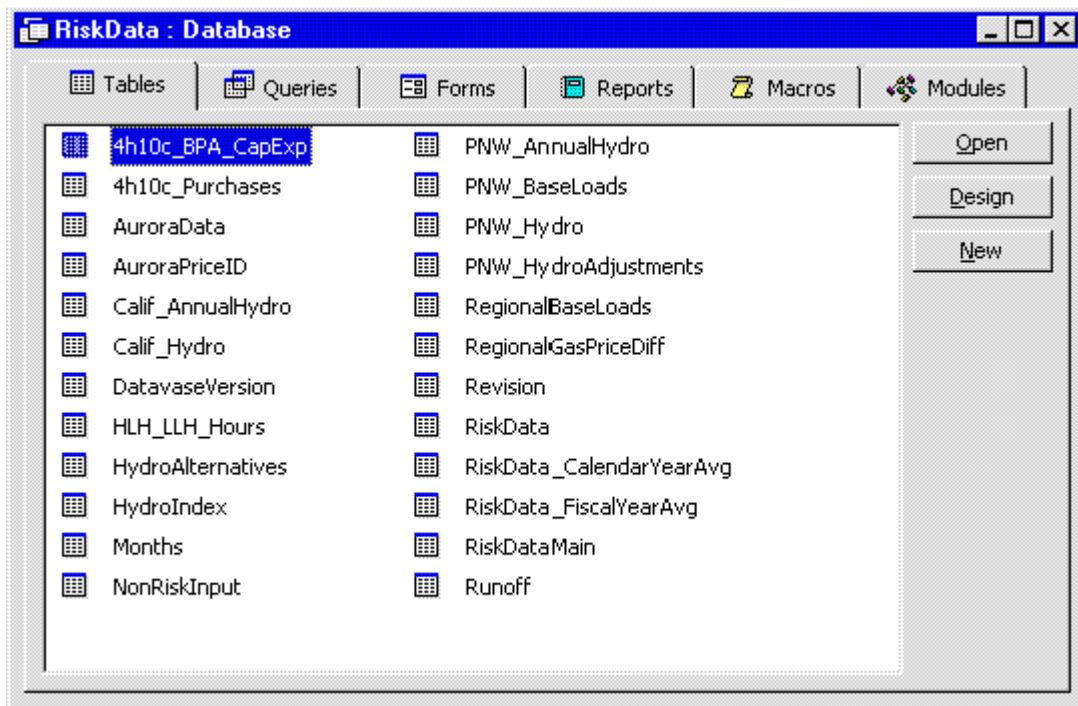 RiskData : Database
Tables Queries Forms Reports Macros Modules
4h10c_BPA_CapExp PNW_AnnualHydro Open
4h10c_Purchases PNW_BaseLoads Design
AuroraData PNW_Hydro
AuroraPriceID PNW_HydroAdjustments New
Calif_AnnualHydro RegionalBaseLoads
Calif_Hydro RegionalGasPriceDiff
DatavaseVersion Revision
HLH_LLH_Hours RiskData
HydroAlternatives RiskData_CalendarYearAvg
HydroIndex RiskData_FiscalYearAvg
Months RiskDataMain
NonRiskInput Runoff